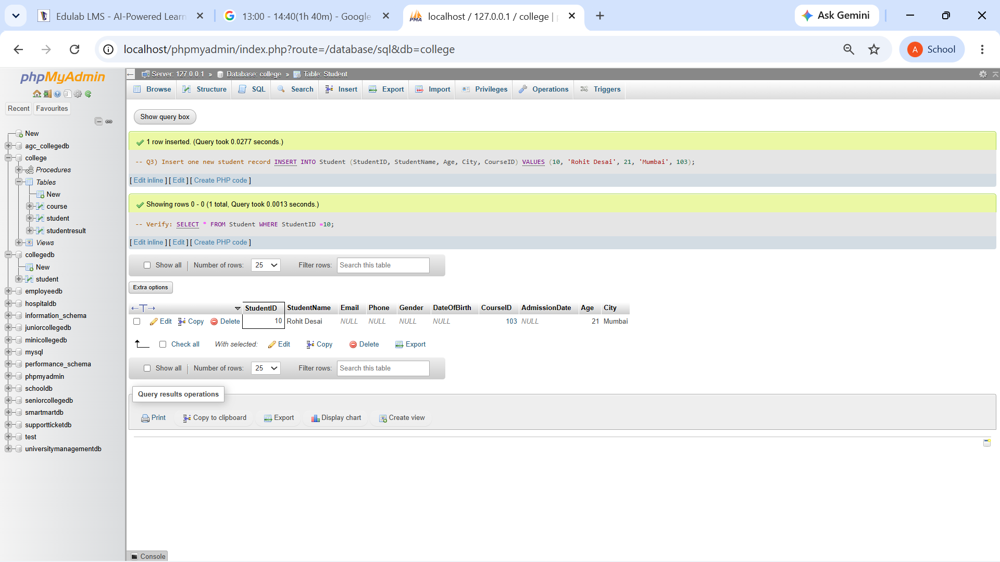 Edulab LMS - AI-Powered Learn
13:00 - 14:40(1h 40m) - Google
localhost / 127.0.0.1 / college |
Ask Gemini
localhost/phpmyadmin/index.php?route=/database/sql&db=college
A School
phpMyAdmin
Recent Favourites
New
agc_collegedb
college
Procedures
Tables
New
course
student
studentresult
Views
collegedb
New
student
employeedb
hospitaldb
information_schema
juniorcollegedb
minicollegedb
mysql
performance_schema
phpmyadmin
schooldb
seniorcollegedb
smartmartdb
supportticketdb
test
universitymanagementdb
Server: 127.0.0.1 » Database: college » Table: Student
Browse Structure SQL Search Insert Export Import Privileges Operations Triggers
Show query box
1 row inserted. (Query took 0.0277 seconds.)
-- Q3) Insert one new student record INSERT INTO Student (StudentID, StudentName, Age, City, CourseID) VALUES (10, 'Rohit Desai', 21, 'Mumbai', 103);
[ Edit inline ] [ Edit ] [ Create PHP code ]
Showing rows 0 - 0 (1 total, Query took 0.0013 seconds.)
-- Verify: SELECT * FROM Student WHERE StudentID =10;
[ Edit inline ] [ Edit ] [ Create PHP code ]
Show all | Number of rows: 25 Filter rows: Search this table
Extra options
StudentID StudentName Email Phone Gender DateOfBirth CourseID AdmissionDate Age City
Edit Copy Delete 10 Rohit Desai NULL NULL NULL NULL 103 NULL 21 Mumbai
Check all With selected: Edit Copy Delete Export
Show all | Number of rows: 25 Filter rows: Search this table
Query results operations
Print Copy to clipboard Export Display chart Create view
Console